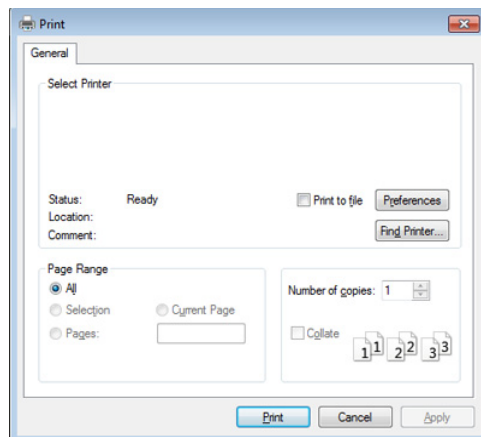 Print
General
Select Printer
Status: Ready
Print to file
Preferences
Location:
Comment:
Find Printer...
Page Range
All
Selection
Current Page
Pages:
Number of copies: 1
Collate
1 1 2 2 3 3
Print
Cancel
Apply